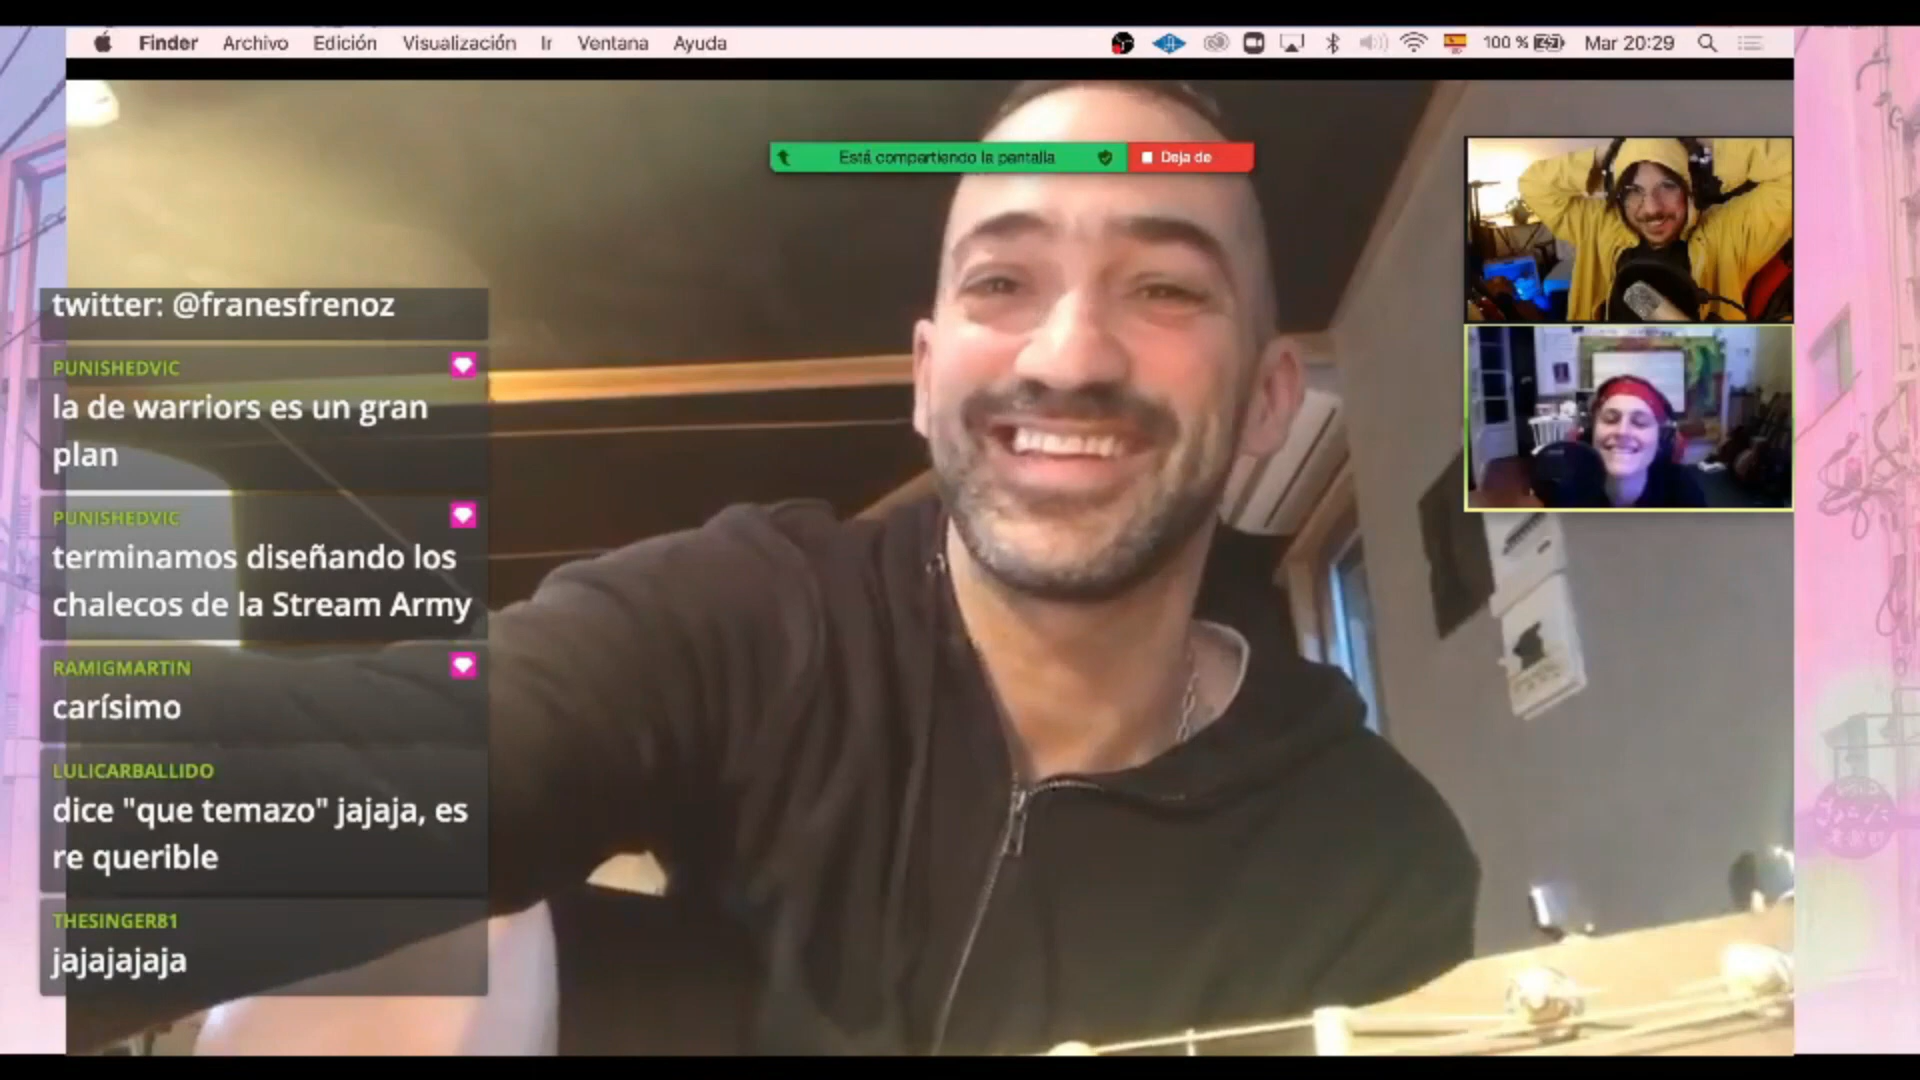 Finder Archivo Edición Visualización Ir Ventana Ayuda 100 % Mar 20:29
Está compartiendo la pantalla Deja de
twitter: @franesfrenoz
PUNISHEDVIC
la de warriors es un gran
plan
PUNISHEDVIC
terminamos diseñando los
chalecos de la Stream Army
RAMIGMARTIN
carísimo
LULICARBALLIDO
dice "que temazo" jajaja, es
re querible
THESINGER81
jajajajaja